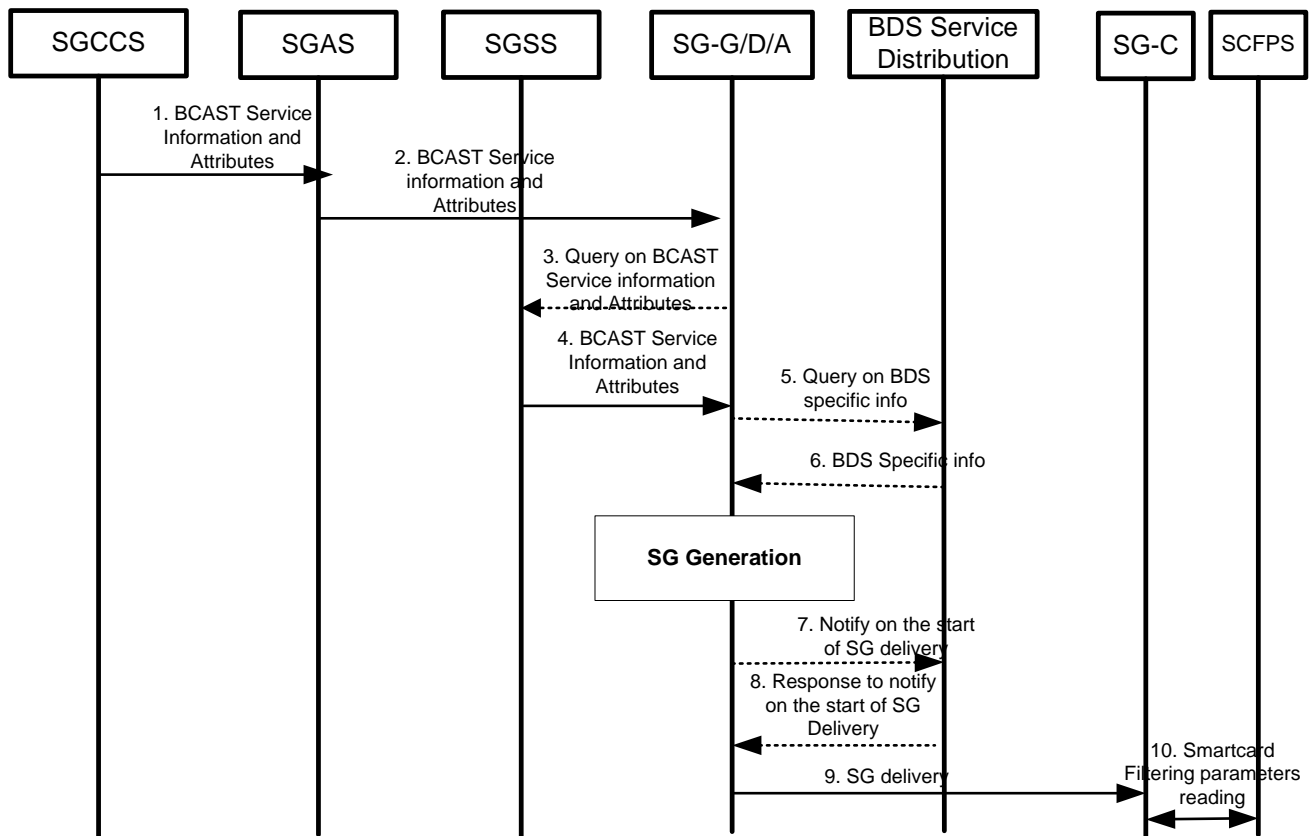 SGCCS
SGAS
SGSS
SG-G/D/A
BDS Service
Distribution
SG-C
SCFPS
1. BCAST Service
Information and
Attributes
2. BCAST Service
information and
Attributes
3. Query on BCAST
Service information
and Attributes
4. BCAST Service
Information and
Attributes
5. Query on BDS
specific info
6. BDS Specific info
SG Generation
7. Notify on the start
of SG delivery
8. Response to notify
on the start of SG
Delivery
9. SG delivery
10. Smartcard
Filtering parameters
reading